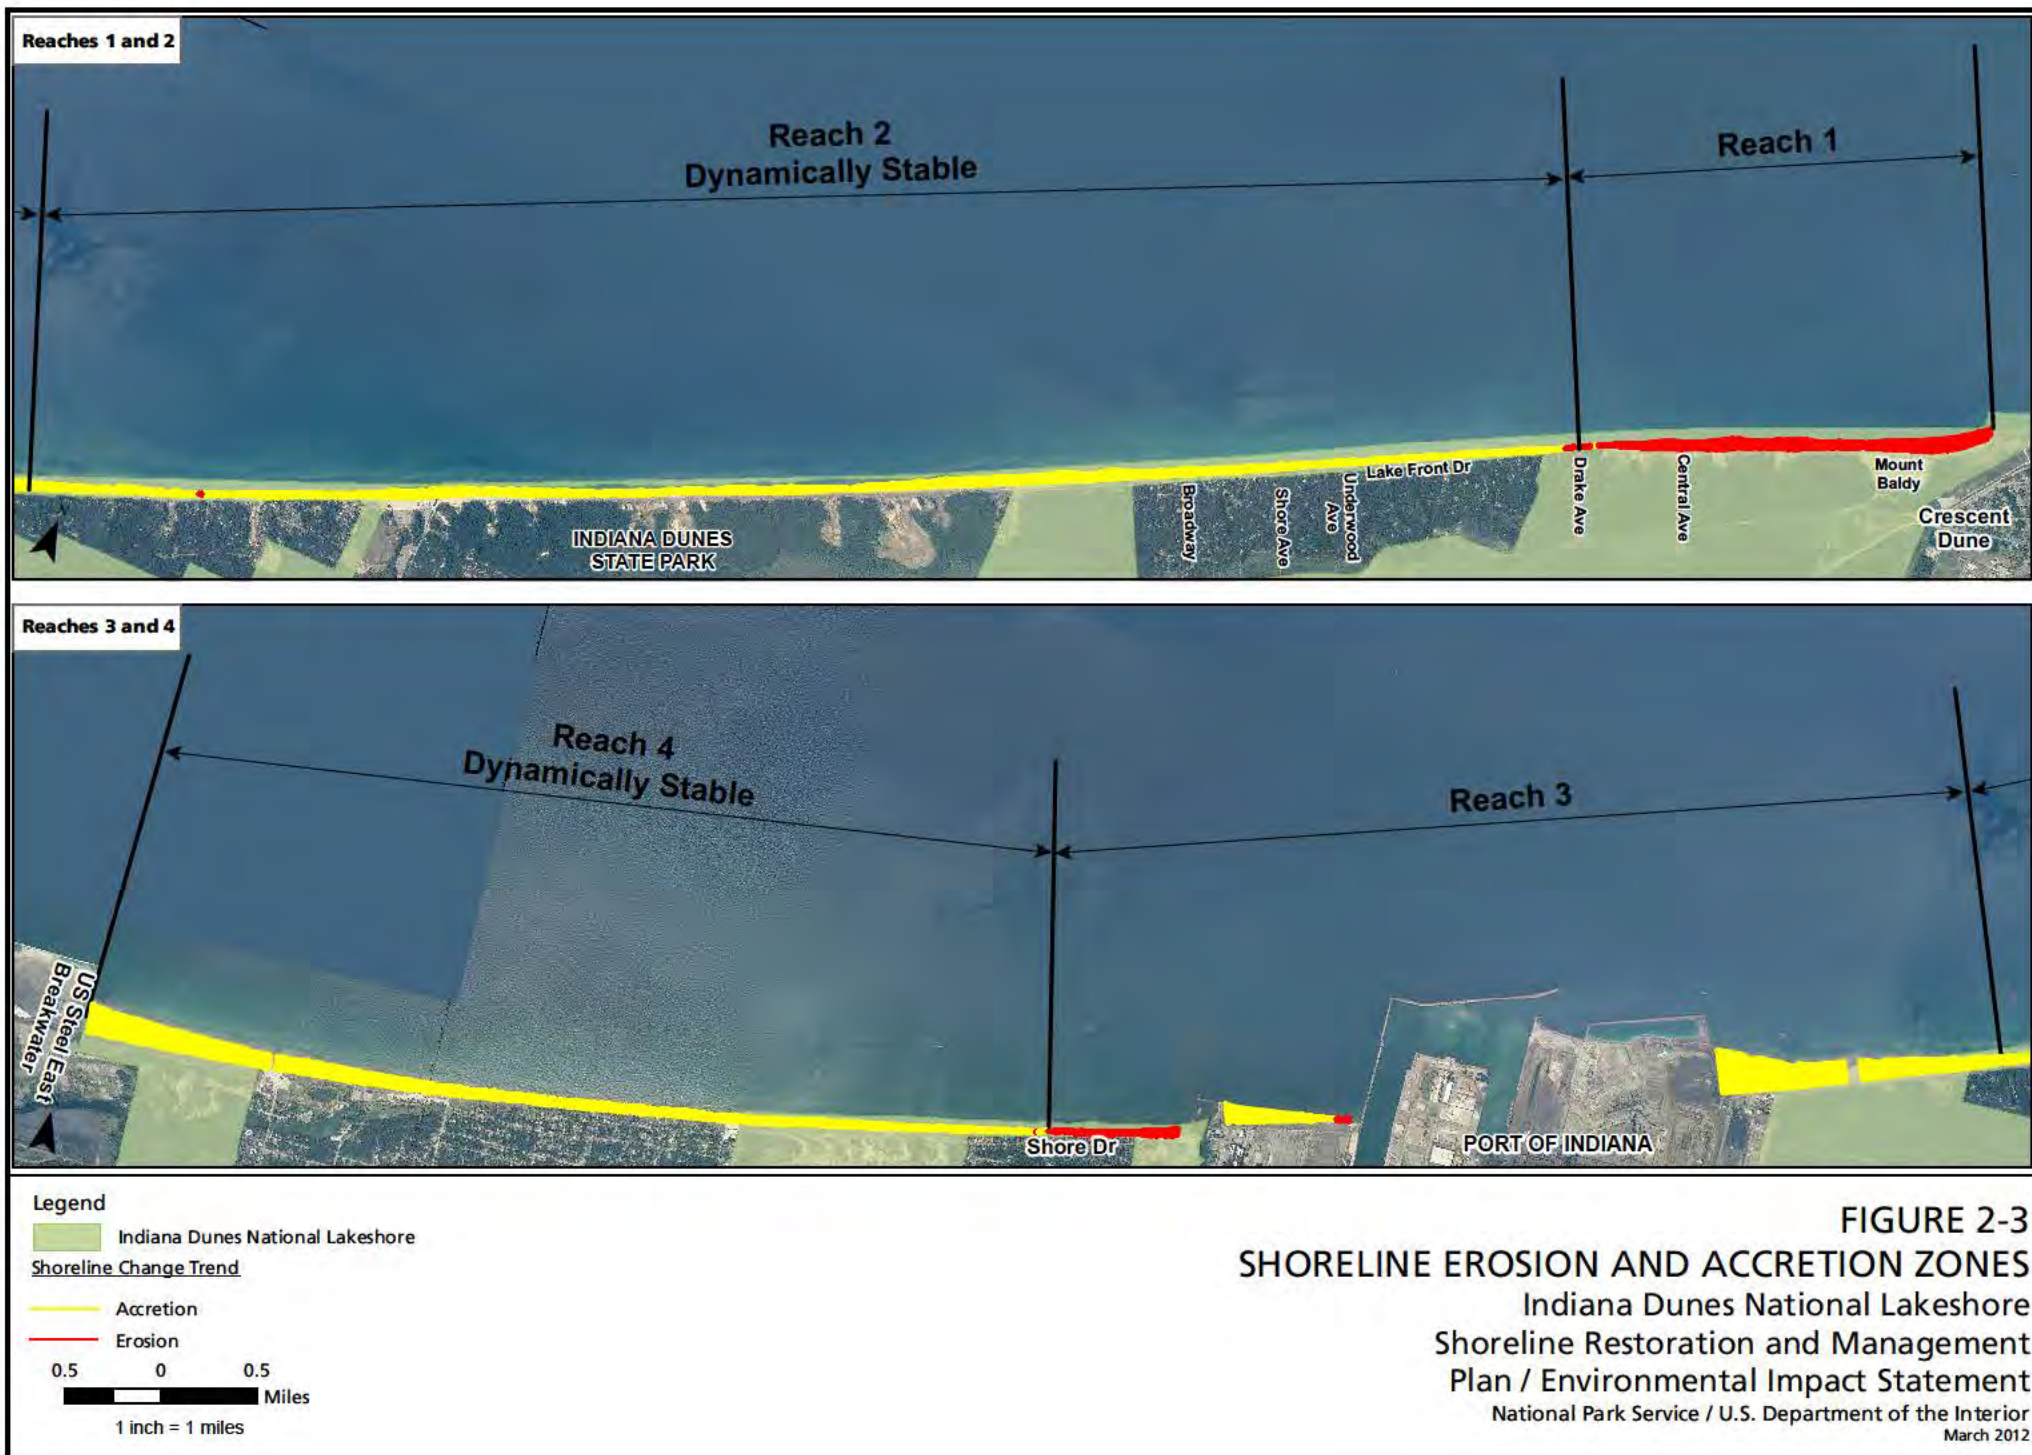 Reaches 1 and 2
Reach 2
Dynamically Stable
Reach 1
Lake Front Dr
Broadway
Shore Ave
Underwood
Ave
Drake Ave
Central Ave
Mount
Baldy
Crescent
Dune
INDIANA DUNES
STATE PARK
Reaches 3 and 4
Reach 4
Dynamically Stable
Reach 3
US Steel East
Breakwater
Shore Dr
PORT OF INDIANA
Legend
Indiana Dunes National Lakeshore
Shoreline Change Trend
Accretion
Erosion
0.5 0 0.5
Miles
1 inch = 1 miles
FIGURE 2-3
SHORELINE EROSION AND ACCRETION ZONES
Indiana Dunes National Lakeshore
Shoreline Restoration and Management
Plan / Environmental Impact Statement
National Park Service / U.S. Department of the Interior
March 2012